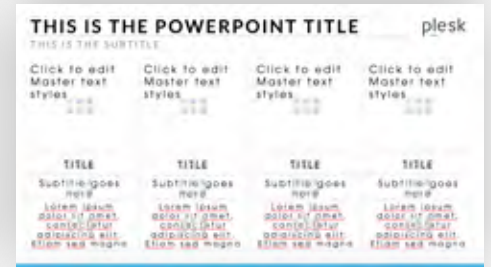 THIS IS THE POWERPOINT TITLE
plesk
THIS IS THE SUBTITLE
Click to edit
Master text
styles
Click to edit
Master text
styles
Click to edit
Master text
styles
Click to edit
Master text
styles
TITLE
Subtitle goes
here
Lorem ipsum
dolor sit amet,
consectetur
adipiscing elit.
Etiam sed magna
TITLE
Subtitle goes
here
Lorem ipsum
dolor sit amet,
consectetur
adipiscing elit.
Etiam sed magna
TITLE
Subtitle goes
here
Lorem ipsum
dolor sit amet,
consectetur
adipiscing elit.
Etiam sed magna
TITLE
Subtitle goes
here
Lorem ipsum
dolor sit amet,
consectetur
adipiscing elit.
Etiam sed magna